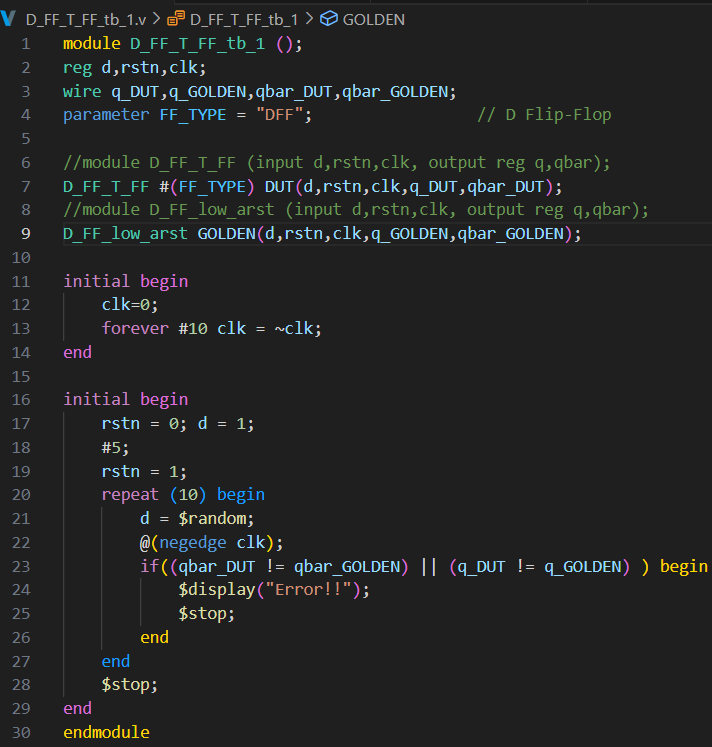 D_FF_T_FF_tb_1.v > D_FF_T_FF_tb_1 > GOLDEN
1 module D_FF_T_FF_tb_1 ();
2 reg d,rstn,clk;
3 wire q_DUT,q_GOLDEN,qbar_DUT,qbar_GOLDEN;
4 parameter FF_TYPE = "DFF"; // D Flip-Flop
5
6 //module D_FF_T_FF (input d,rstn,clk, output reg q,qbar);
7 D_FF_T_FF #(FF_TYPE) DUT(d,rstn,clk,q_DUT,qbar_DUT);
8 //module D_FF_low_arst (input d,rstn,clk, output reg q,qbar);
9 D_FF_low_arst GOLDEN(d,rstn,clk,q_GOLDEN,qbar_GOLDEN);
10
11 initial begin
12 clk=0;
13 forever #10 clk = ~clk;
14 end
15
16 initial begin
17 rstn = 0; d = 1;
18 #5;
19 rstn = 1;
20 repeat (10) begin
21 d = $random;
22 @(negedge clk);
23 if((qbar_DUT != qbar_GOLDEN) || (q_DUT != q_GOLDEN) ) begin
24 $display("Error!!");
25 $stop;
26 end
27 end
28 $stop;
29 end
30 endmodule